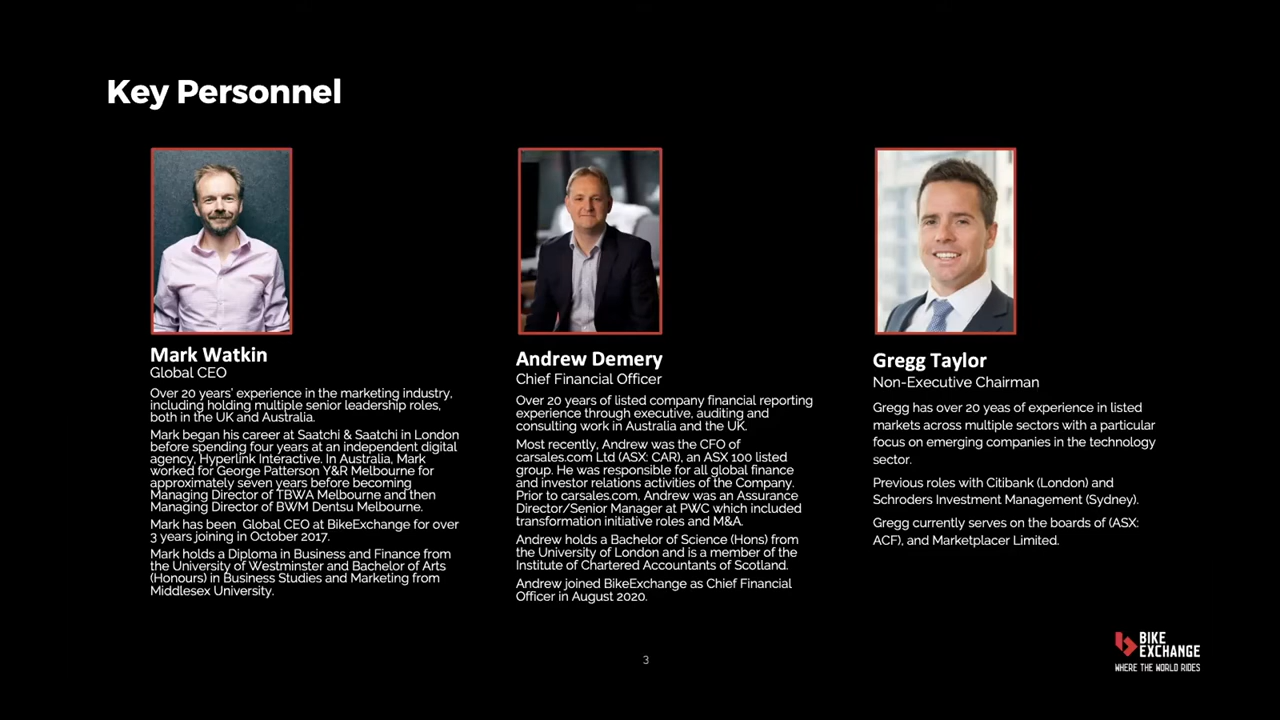 Key Personnel
Mark Watkin
Global CEO
Over 20 years' experience in the marketing industry,
including holding multiple senior leadership roles,
both in the UK and Australia.
Mark began his career at Saatchi & Saatchi in London
before spending four years at an independent digital
agency, Hyperlink Interactive. In Australia, Mark
worked for George Patterson Y&R Melbourne for
approximately seven years before becoming
Managing Director of TBWA Melbourne and then
Managing Director of BWM Dentsu Melbourne.
Mark has been Global CEO at BikeExchange for over
3 years joining in October 2017.
Mark holds a Diploma in Business and Finance from
the University of Westminster and Bachelor of Arts
(Honours) in Business Studies and Marketing from
Middlesex University.
Andrew Demery
Chief Financial Officer
Over 20 years of listed company financial reporting
experience through executive, auditing and
consulting work in Australia and the UK.
Most recently, Andrew was the CFO of
carsales.com Ltd (ASX: CAR), an ASX 100 listed
group. He was responsible for all global finance
and investor relations activities of the Company.
Prior to carsales.com, Andrew was an Assurance
Director/Senior Manager at PWC which included
transformation initiative roles and M&A.
Andrew holds a Bachelor of Science (Hons) from
the University of London and is a member of the
Institute of Chartered Accountants of Scotland.
Andrew joined BikeExchange as Chief Financial
Officer in August 2020.
Gregg Taylor
Non-Executive Chairman
Gregg has over 20 yeas of experience in listed
markets across multiple sectors with a particular
focus on emerging companies in the technology
sector.
Previous roles with Citibank (London) and
Schroders Investment Management (Sydney).
Gregg currently serves on the boards of (ASX:
ACF), and Marketplacer Limited.
3
BIKE
EXCHANGE
WHERE THE WORLD RIDES